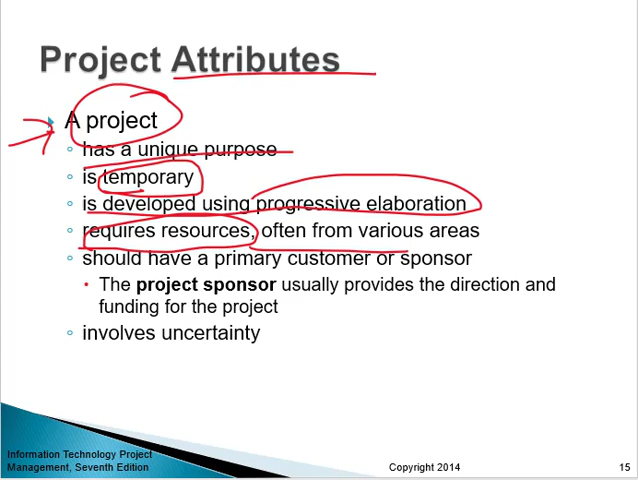 Project Attributes
A project
has a unique purpose
is temporary
is developed using progressive elaboration
requires resources, often from various areas
should have a primary customer or sponsor
The project sponsor usually provides the direction and
funding for the project
involves uncertainty
Information Technology Project
Management, Seventh Edition
Copyright 2014
15